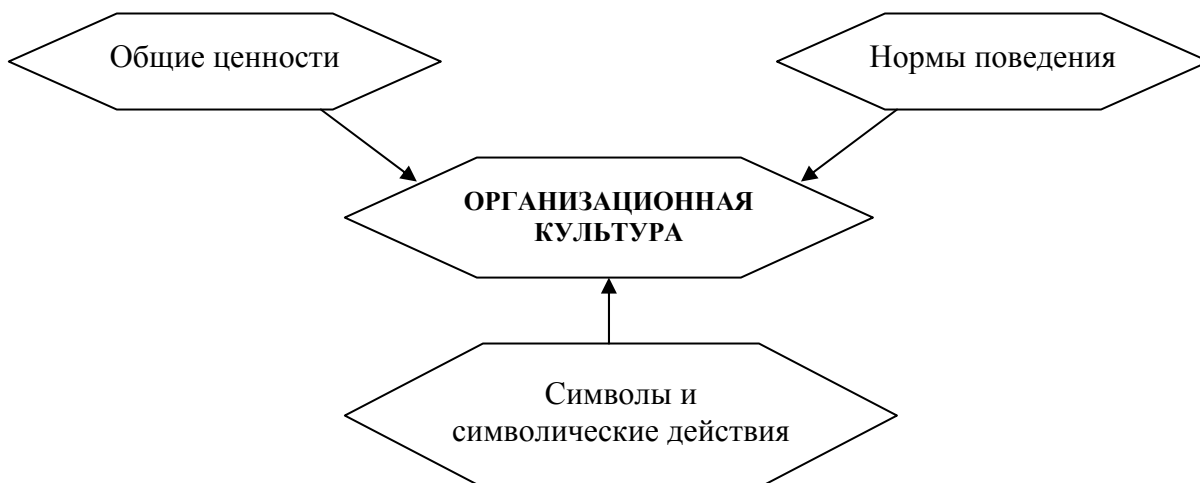 Общие ценности
Нормы поведения
ОРГАНИЗАЦИОННАЯ
КУЛЬТУРА
Символы и
символические действия